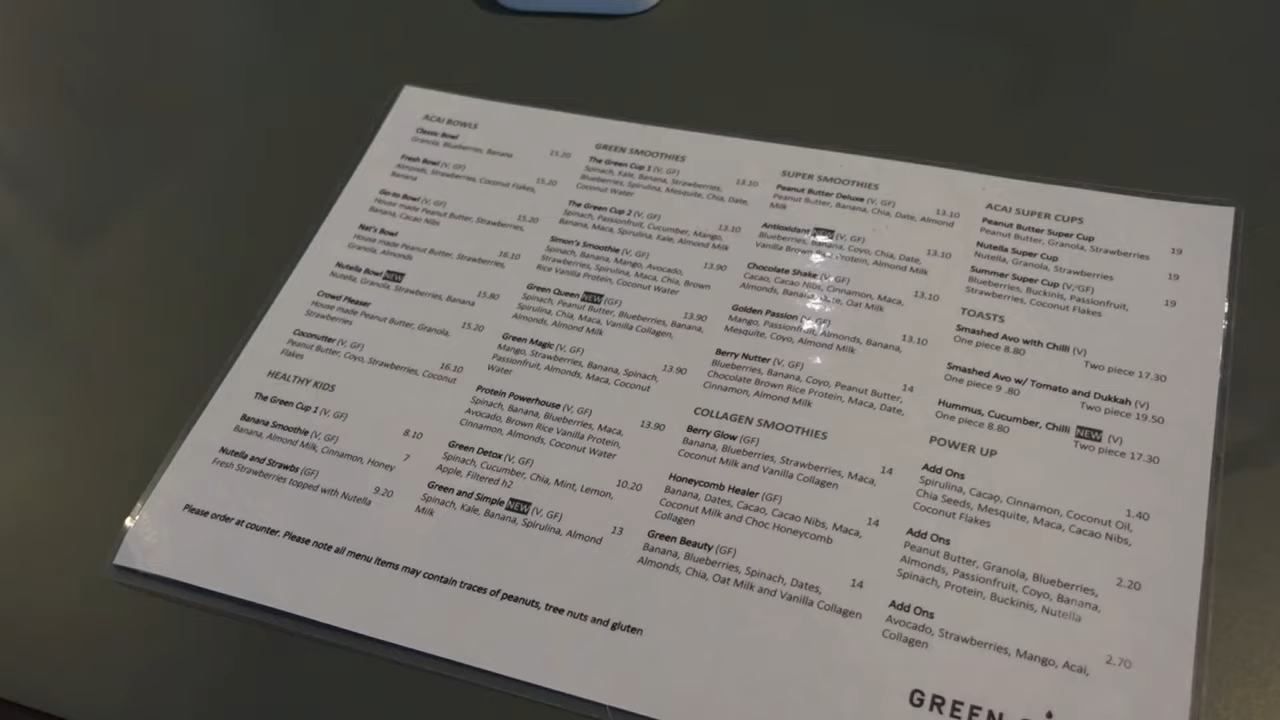 ACAI BOWLS
Classic Bowl
Granola, Blueberries, Banana 15.20
Fresh Bowl (V, GF)
Almonds, Strawberries, Coconut Flakes, 15.20
Banana
Go-to Bowl (V, GF)
House made Peanut Butter, Strawberries, 15.20
Banana, Cacao Nibs
Nat's Bowl
House made Peanut Butter, Strawberries, 16.10
Granola, Almonds
Nutella Bowl NEW
Nutella, Granola, Strawberries, Banana 15.80
Crowd Pleaser
House made Peanut Butter, Granola, 15.20
Strawberries
Coconutter (V, GF)
Peanut Butter, Coyo, Strawberries, Coconut 16.10
Flakes
HEALTHY KIDS
The Green Cup 1 (V, GF) 8.10
Banana Smoothie (V, GF)
Banana, Almond Milk, Cinnamon, Honey 7
Nutella and Strawbs (GF)
Fresh Strawberries topped with Nutella 9.20
GREEN SMOOTHIES
The Green Cup 1 (V, GF)
Spinach, Kale, Banana, Strawberries, 13.10
Blueberries, Spirulina, Mesquite, Chia, Date,
Coconut Water
The Green Cup 2 (V, GF)
Spinach, Passionfruit, Cucumber, Mango, 13.10
Banana, Maca, Spirulina, Kale, Almond Milk
Simon's Smoothie (V, GF)
Spinach, Banana, Mango, Avocado, 13.90
Strawberries, Spirulina, Maca, Chia, Brown
Rice Vanilla Protein, Coconut Water
Green Queen NEW (GF)
Spinach, Peanut Butter, Blueberries, Banana, 13.90
Spirulina, Chia, Maca, Vanilla Collagen,
Almonds, Almond Milk
Green Magic (V, GF)
Mango, Strawberries, Banana, Spinach, 13.90
Passionfruit, Almonds, Maca, Coconut
Water
Protein Powerhouse (V, GF)
Spinach, Banana, Blueberries, Maca, 13.90
Avocado, Brown Rice Vanilla Protein,
Cinnamon, Almonds, Coconut Water
Green Detox (V, GF)
Spinach, Cucumber, Chia, Mint, Lemon, 10.20
Apple, Filtered h2
Green and Simple NEW (V, GF)
Spinach, Kale, Banana, Spirulina, Almond 13
Milk
SUPER SMOOTHIES
Peanut Butter Deluxe (V, GF)
Peanut Butter, Banana, Chia, Date, Almond 13.10
Milk
Antioxidant NEW (V, GF)
Blueberries, Banana, Coyo, Chia, Date, 13.10
Vanilla Brown Protein, Almond Milk
Chocolate Shake (V, GF)
Cacao, Cacao Nibs, Cinnamon, Maca, 13.10
Almonds, Banana, Date, Oat Milk
Golden Passion (V, GF)
Mango, Passionfruit, Almonds, Banana, 13.10
Mesquite, Coyo, Almond Milk
Berry Nutter (V, GF)
Blueberries, Banana, Coyo, Peanut Butter, 14
Chocolate Brown Rice Protein, Maca, Date,
Cinnamon, Almond Milk
COLLAGEN SMOOTHIES
Berry Glow (GF)
Banana, Blueberries, Strawberries, Maca, 14
Coconut Milk and Vanilla Collagen
Honeycomb Healer (GF)
Banana, Dates, Cacao, Cacao Nibs, Maca, 14
Coconut Milk and Choc Honeycomb
Collagen
Green Beauty (GF)
Banana, Blueberries, Spinach, Dates, 14
Almonds, Chia, Oat Milk and Vanilla Collagen
ACAI SUPER CUPS
Peanut Butter Super Cup
Peanut Butter, Granola, Strawberries 19
Nutella Super Cup
Nutella, Granola, Strawberries 19
Summer Super Cup (V, GF)
Blueberries, Buckinis, Passionfruit, 19
Strawberries, Coconut Flakes
TOASTS
Smashed Avo with Chilli (V)
One piece 8.80 Two piece 17.30
Smashed Avo w/ Tomato and Dukkah (V)
One piece 9 .80 Two piece 19.50
Hummus, Cucumber, Chilli NEW (V)
One piece 8.80 Two piece 17.30
POWER UP
Add Ons
Spirulina, Cacao, Cinnamon, Coconut Oil, 1.40
Chia Seeds, Mesquite, Maca, Cacao Nibs,
Coconut Flakes
Add Ons
Peanut Butter, Granola, Blueberries, 2.20
Almonds, Passionfruit, Coyo, Banana,
Spinach, Protein, Buckinis, Nutella
Add Ons
Avocado, Strawberries, Mango, Acai, 2.70
Collagen
Please order at counter. Please note all menu items may contain traces of peanuts, tree nuts and gluten
GREEN